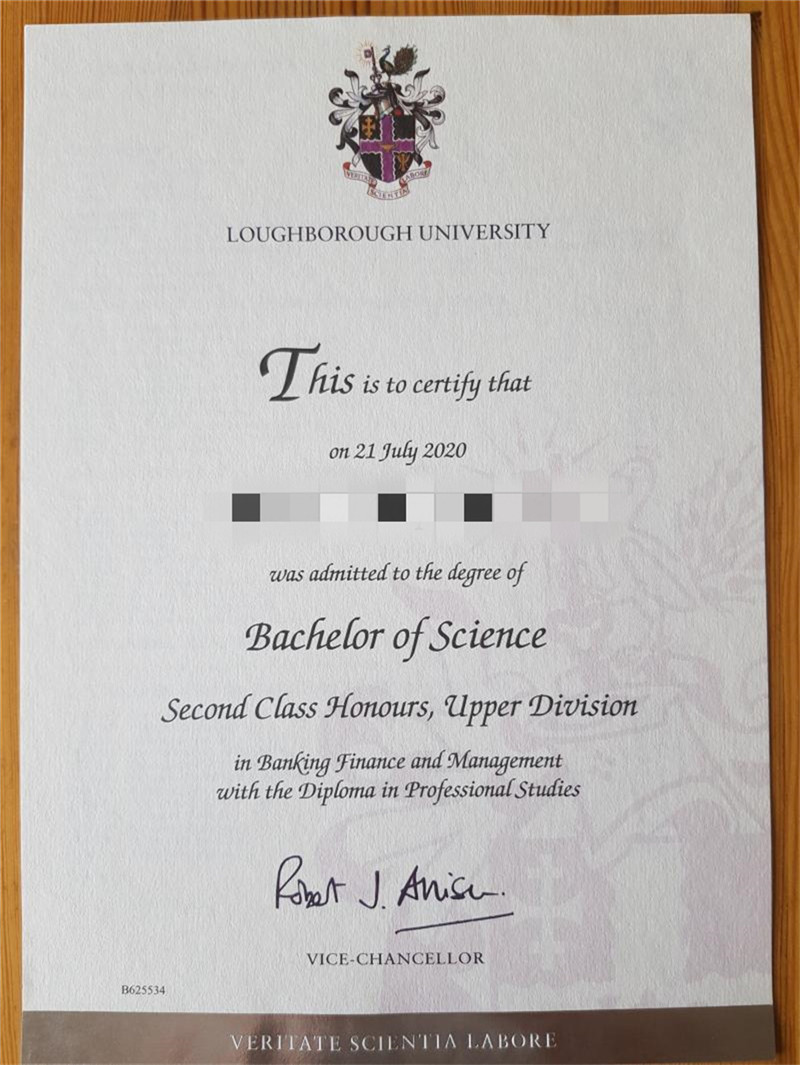 VERITATE SCIENTIA LABORE
LOUGHBOROUGH UNIVERSITY
This is to certify that
on 21 July 2020
was admitted to the degree of
Bachelor of Science
Second Class Honours, Upper Division
in Banking Finance and Management
with the Diploma in Professional Studies
Robert J. Allison
VICE-CHANCELLOR
B625534
VERITATE SCIENTIA LABORE